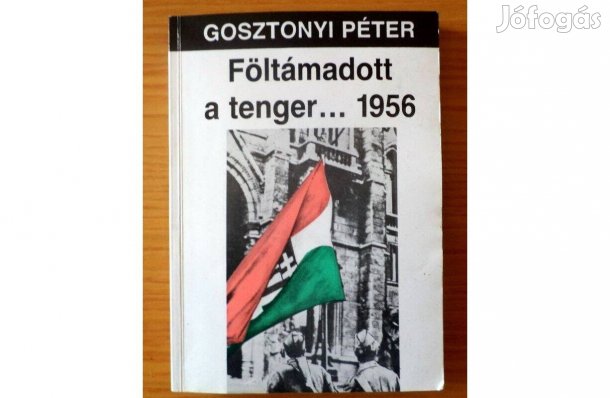 Jófogás
GOSZTONYI PÉTER
Föltámadott
a tenger... 1956